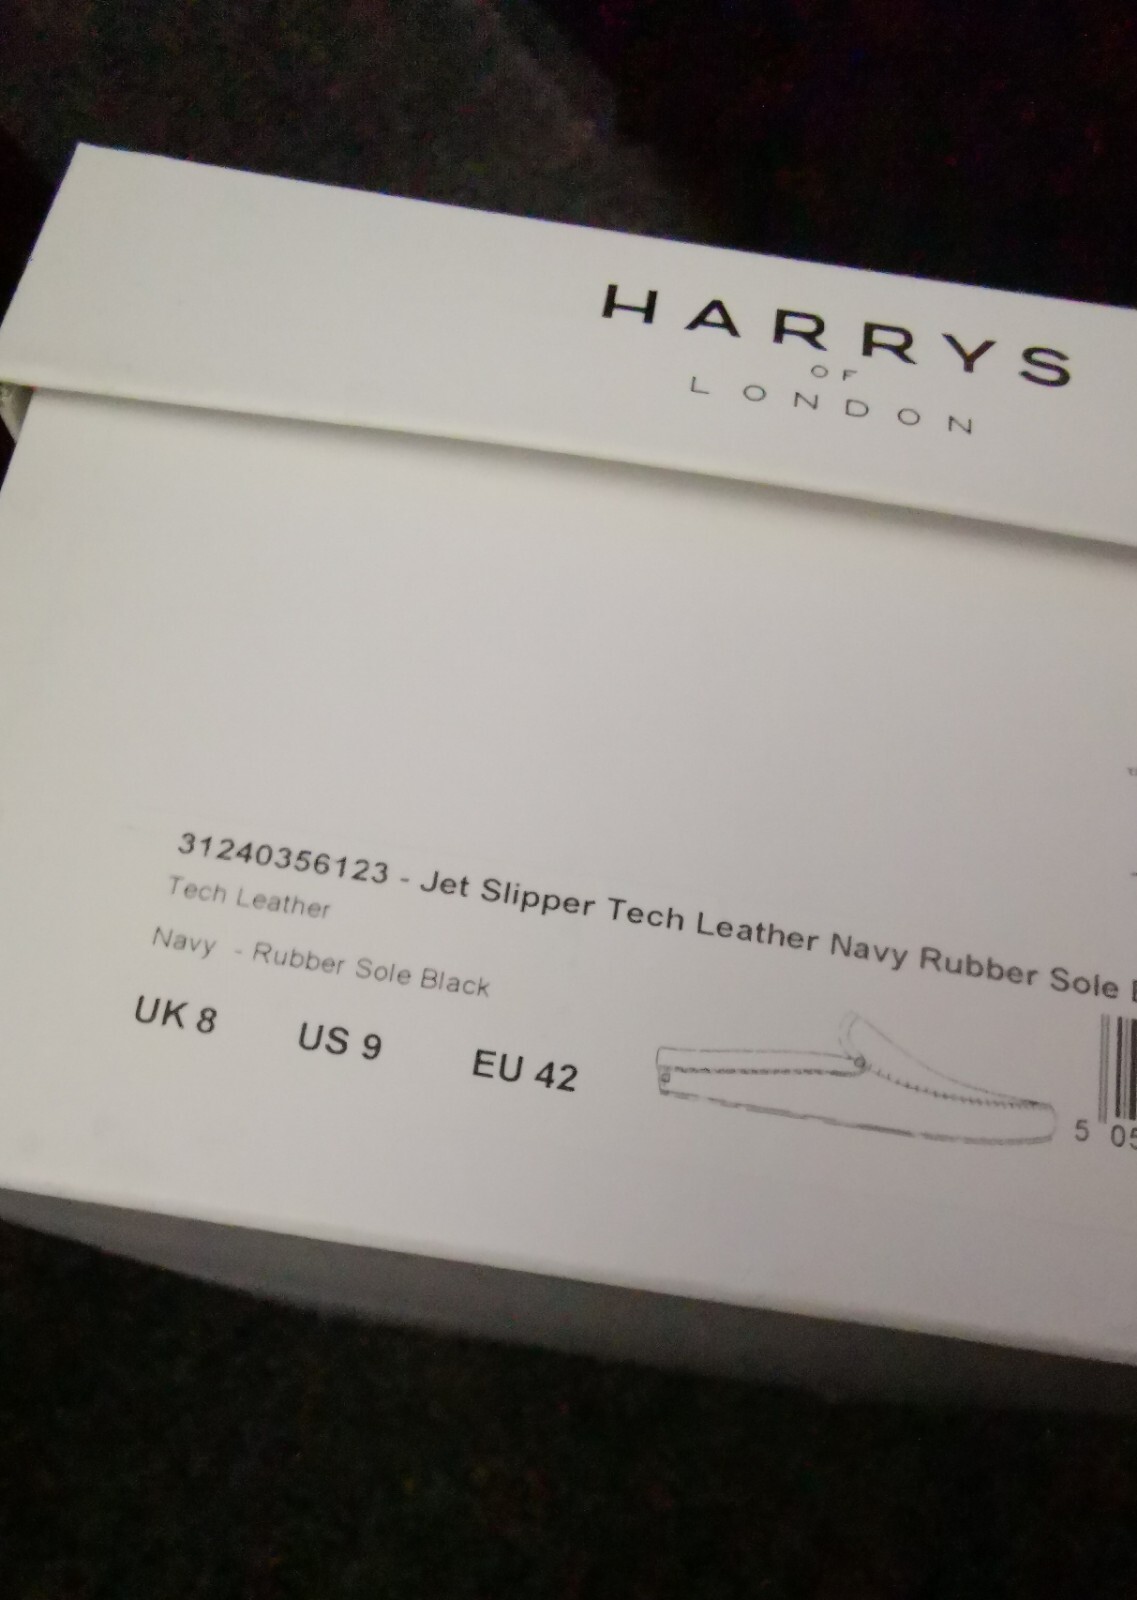 HARRYS
OF
LONDON
31240356123 - Jet Slipper Tech Leather Navy Rubber Sole
Tech Leather
Navy - Rubber Sole Black
UK 8 US 9 EU 42
5 05